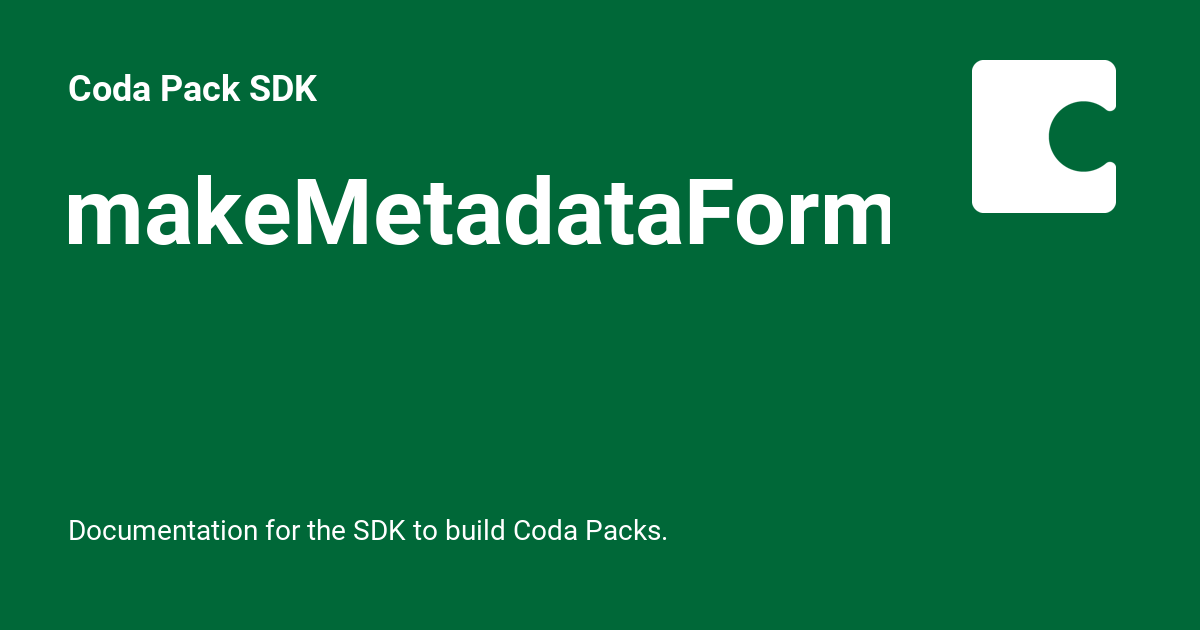 Coda Pack SDK
makeMetadataForm
Documentation for the SDK to build Coda Packs.